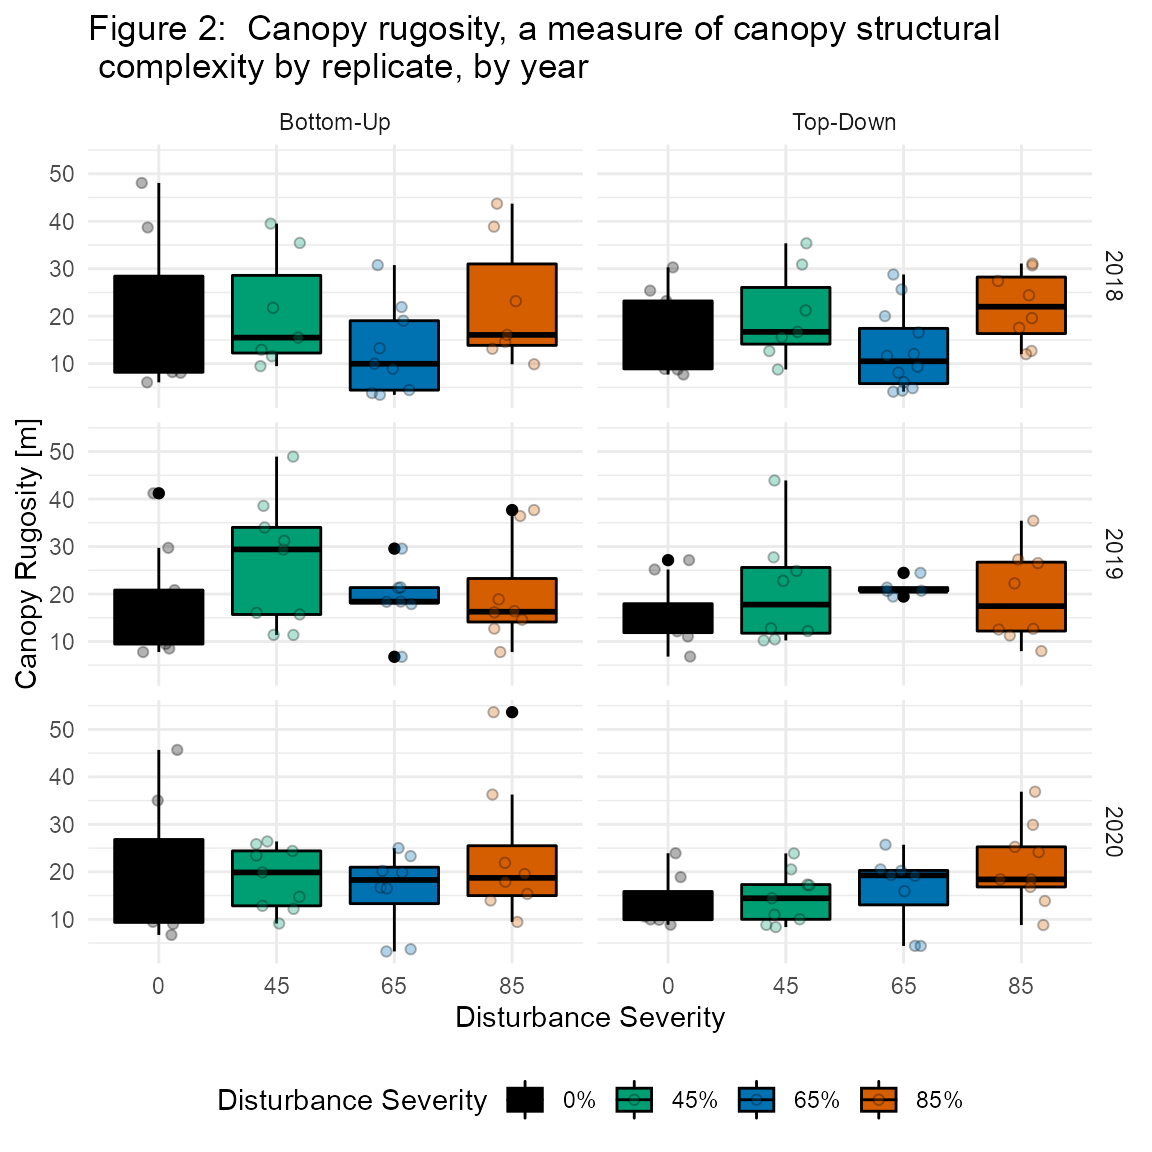 Figure 2:  Canopy rugosity, a measure of canopy structural
complexity by replicate, by year
Bottom-Up
Top-Down
50
40
30
20
10
2018
Canopy Rugosity [m]
50
40
30
20
10
2019
50
40
30
20
10
2020
0 45 65 85
0 45 65 85
Disturbance Severity
Disturbance Severity 0% 45% 65% 85%